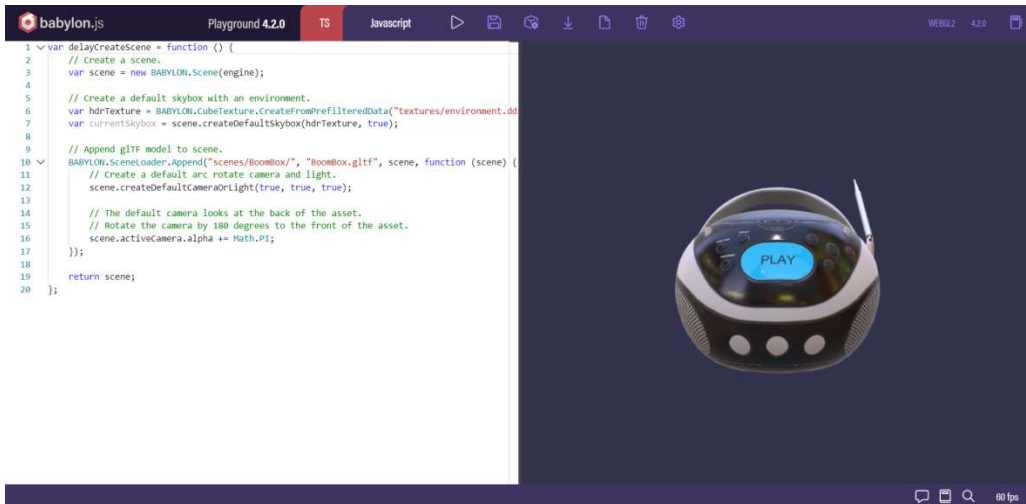 babylon.js Playground 4.2.0 TS Javascript WEBGL2 4.2.0
1 var delayCreateScene = function () {
2 // Create a scene.
3 var scene = new BABYLON.Scene(engine);
4
5 // Create a default skybox with an environment.
6 var hdrTexture = BABYLON.CubeTexture.CreateFromPrefilteredData("textures/environment.dd
7 var currentSkybox = scene.createDefaultSkybox(hdrTexture, true);
8
9 // Append glTF model to scene.
10 BABYLON.SceneLoader.Append("scenes/BoomBox/", "BoomBox.gltf", scene, function (scene) {
11 // Create a default arc rotate camera and light.
12 scene.createDefaultCameraOrLight(true, true, true);
13
14 // The default camera looks at the back of the asset.
15 // Rotate the camera by 180 degrees to the front of the asset.
16 scene.activeCamera.alpha += Math.PI;
17 });
18
19 return scene;
20 };
PLAY
60 fps